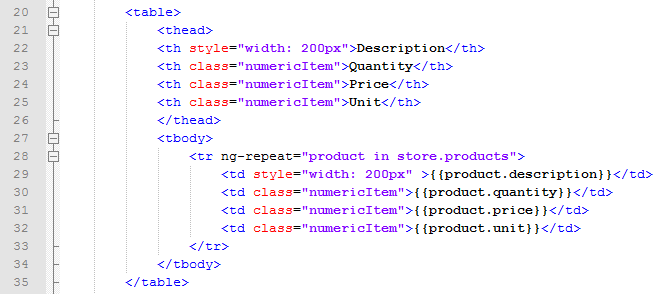 20 <table>
21 <thead>
22 <th style="width: 200px">Description</th>
23 <th class="numericItem">Quantity</th>
24 <th class="numericItem">Price</th>
25 <th class="numericItem">Unit</th>
26 </thead>
27 <tbody>
28 <tr ng-repeat="product in store.products">
29 <td style="width: 200px" >{{product.description}}</td>
30 <td class="numericItem">{{product.quantity}}</td>
31 <td class="numericItem">{{product.price}}</td>
32 <td class="numericItem">{{product.unit}}</td>
33 </tr>
34 </tbody>
35 </table>